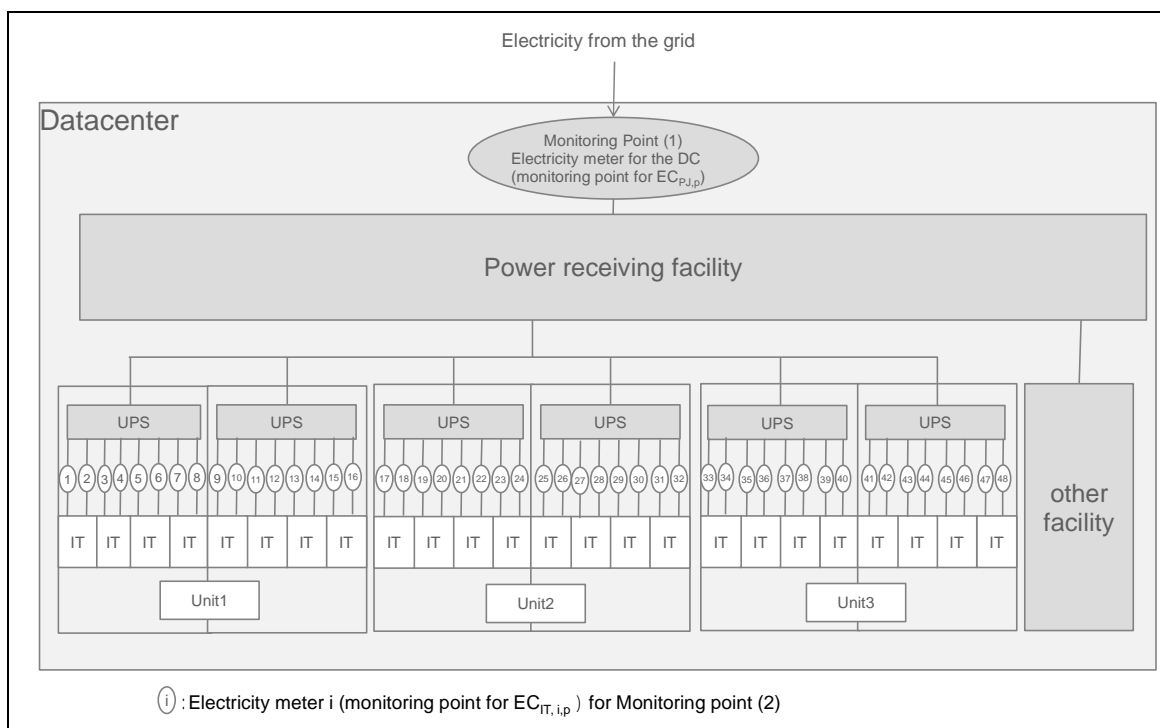 Electricity from the grid
Datacenter
Monitoring Point (1)
Electricity meter for the DC
(monitoring point for EC_PJ,p)
Power receiving facility
UPS UPS UPS UPS UPS UPS
1 2 3 4 5 6 7 8 9 10 11 12 13 14 15 16 17 18 19 20 21 22 23 24 25 26 27 28 29 30 31 32 33 34 35 36 37 38 39 40 41 42 43 44 45 46 47 48
IT IT IT IT IT IT IT IT IT IT IT IT IT IT IT IT IT IT IT IT IT IT IT IT
other
facility
Unit1 Unit2 Unit3
i : Electricity meter i (monitoring point for EC_IT, i,p ) for Monitoring point (2)